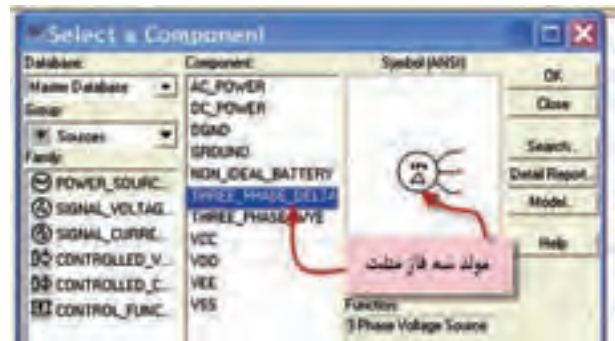 Select a Component
Database:
Master Database
Group:
Sources
Family:
POWER_SOURC...
SIGNAL_VOLTAG...
SIGNAL_CURRE...
CONTROLLED_V...
CONTROLLED_C...
CONTROL_FUNC...
Component:
AC_POWER
DC_POWER
DGND
GROUND
NON_IDEAL_BATTERY
THREE_PHASE_DELTA
THREE_PHASE_WYE
VCC
VDD
VEE
VSS
Symbol (ANSI)
مولد سه فاز مثلث
Function:
3 Phase Voltage Source
OK
Close
Search...
Detail Report...
Model...
Help